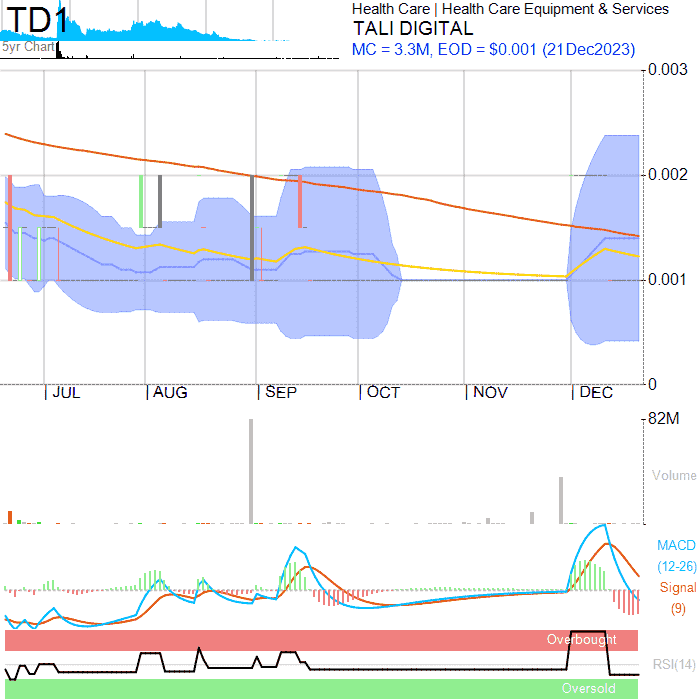 TD1
5yr Chart
Health Care | Health Care Equipment & Services
TALI DIGITAL
MC = 3.3M, EOD = $0.001 (21Dec2023)
0.003
0.002
0.001
0
JUL
AUG
SEP
OCT
NOV
DEC
82M
Volume
MACD
(12-26)
Signal
(9)
Overbought
RSI(14)
Oversold